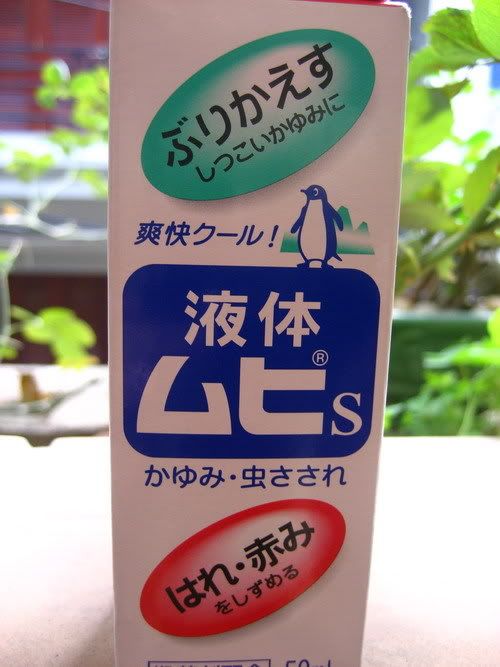 ぶりかえす
しつこいかゆみに
爽快クール!
液体
ムヒ®S
かゆみ・虫さされ
はれ・赤み
をしずめる
50mL